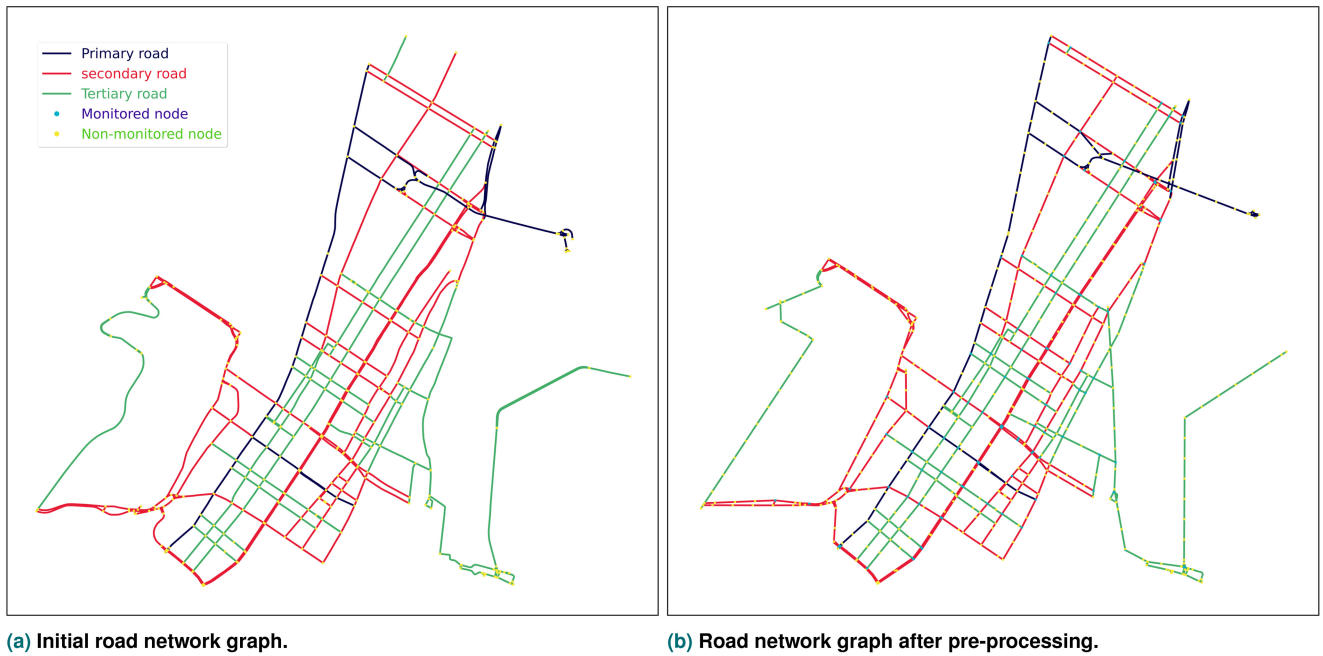 Primary road
secondary road
Tertiary road
Monitored node
Non-monitored node
(a) Initial road network graph.
(b) Road network graph after pre-processing.